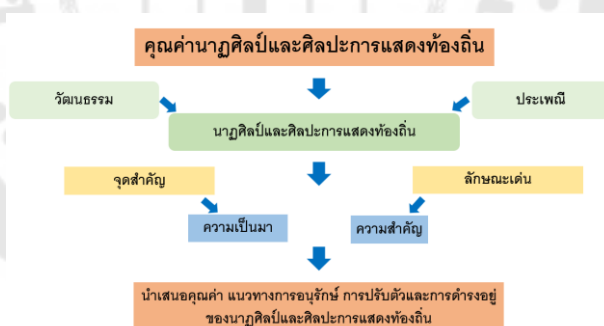 คุณค่านาฏศิลป์และศิลปะการแสดงท้องถิ่น
วัฒนธรรม
ประเพณี
นาฏศิลป์และศิลปะการแสดงท้องถิ่น
จุดสำคัญ
ลักษณะเด่น
ความเป็นมา
ความสำคัญ
นำเสนอคุณค่า แนวทางการอนุรักษ์ การปรับตัวและการดำรงอยู่
ของนาฏศิลป์และศิลปะการแสดงท้องถิ่น